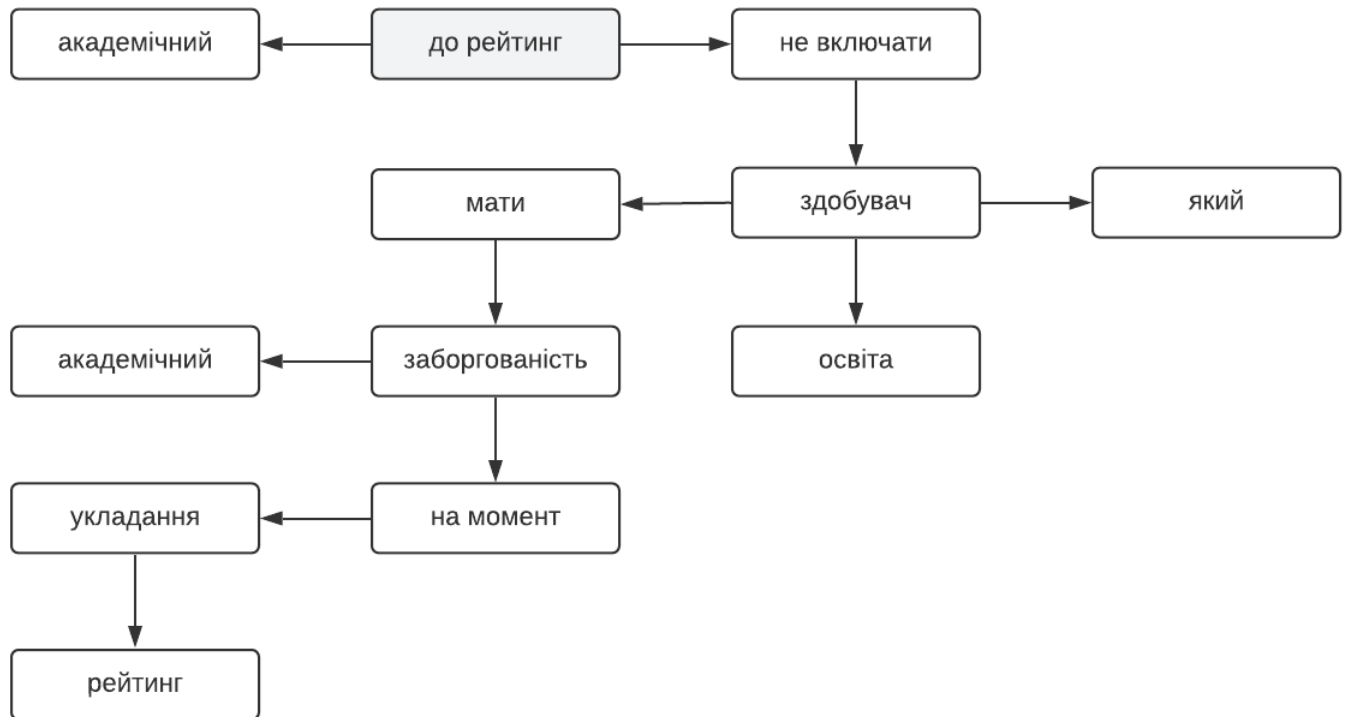 академічний
до рейтинг
не включати
мати
здобувач
який
академічний
заборгованість
освіта
укладання
на момент
рейтинг